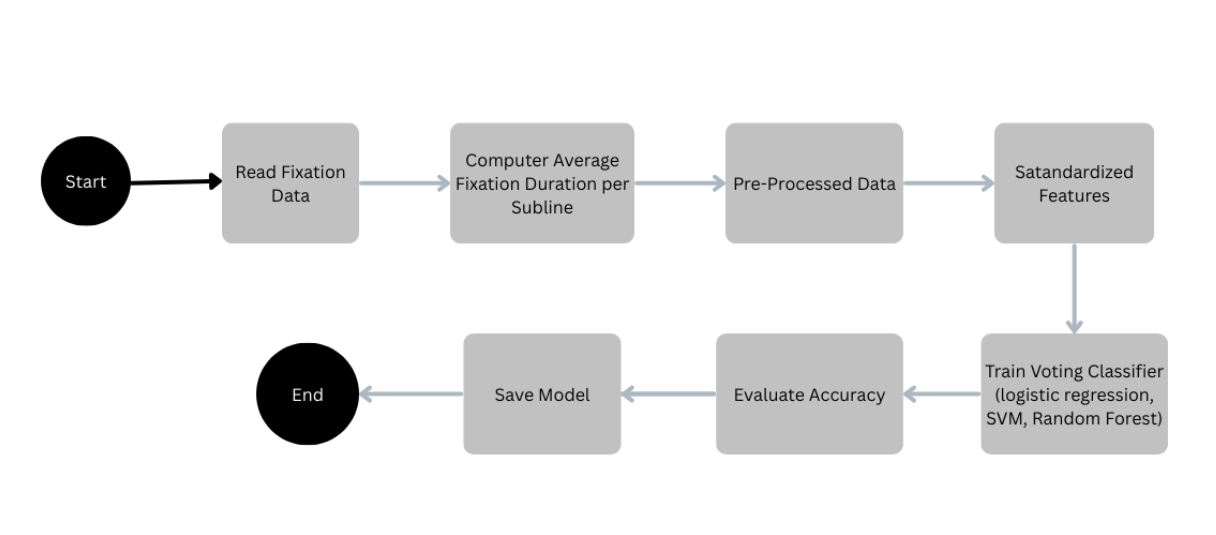 Start
Read Fixation
Data
Computer Average
Fixation Duration per
Subline
Pre-Processed Data
Satandardized
Features
Train Voting Classifier
(logistic regression,
SVM, Random Forest)
Evaluate Accuracy
Save Model
End